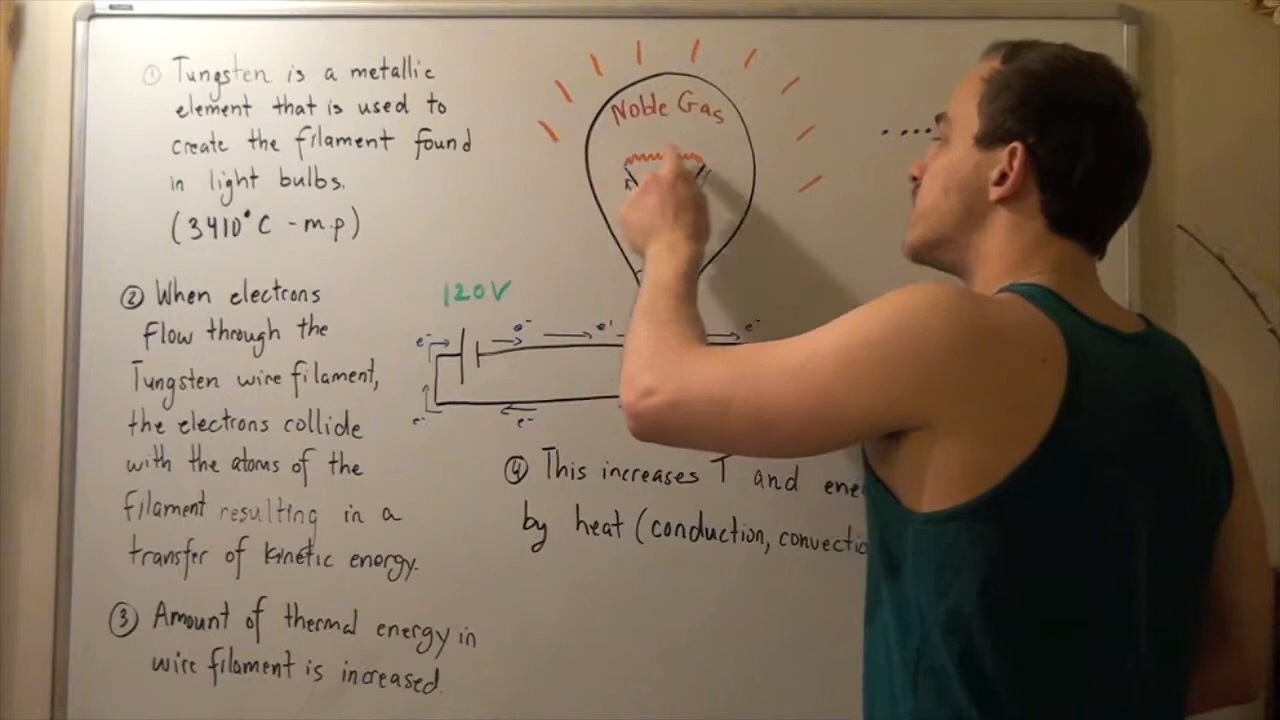 ① Tungsten is a metallic
element that is used to
create the filament found
in light bulbs.
(3410°C - m.p)
② When electrons
flow through the
Tungsten wire filament,
the electrons collide
with the atoms of the
filament resulting in a
transfer of kinetic energy.
③ Amount of thermal energy in
wire filament is increased.
Noble Gas
120V
e⁻ e⁻ e⁻ e⁻
e⁻ e⁻
④ This increases T and
by heat (conduction,